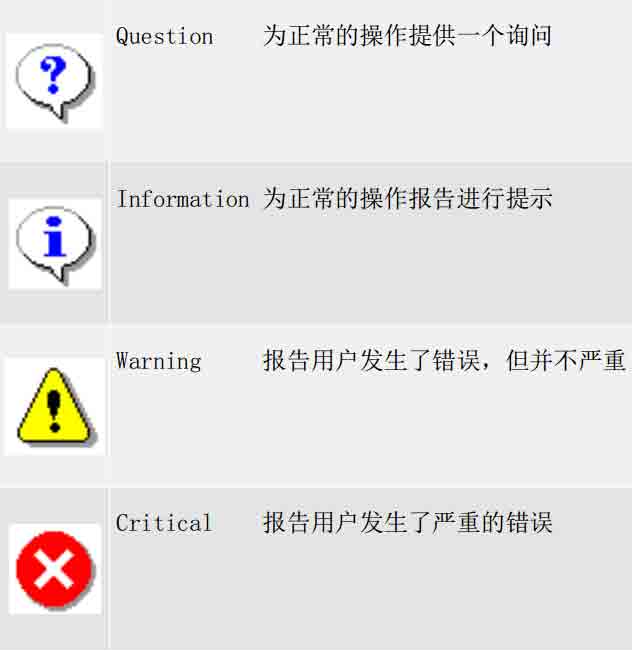 Question 为正常的操作提供一个询问
Information 为正常的操作报告进行提示
Warning 报告用户发生了错误，但并不严重
Critical 报告用户发生了严重的错误